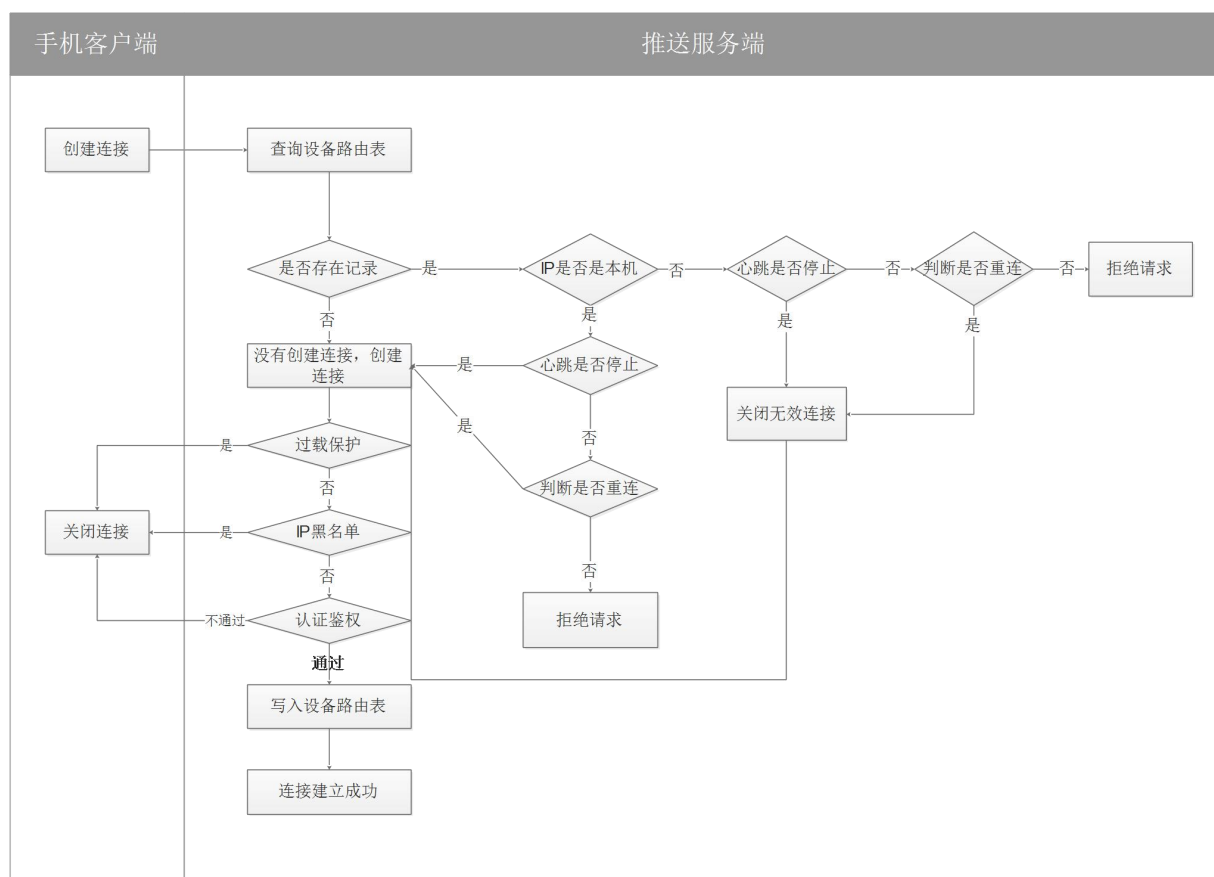 手机客户端
推送服务端
创建连接
查询设备路由表
是否存在记录
是
IP是否是本机
否
心跳是否停止
否
判断是否重连
否
拒绝请求
否
是
是
是
没有创建连接，创建
连接
是
心跳是否停止
关闭无效连接
是
否
是
过载保护
否
判断是否重连
关闭连接
是
IP黑名单
否
否
不通过
认证鉴权
拒绝请求
通过
写入设备路由表
连接建立成功